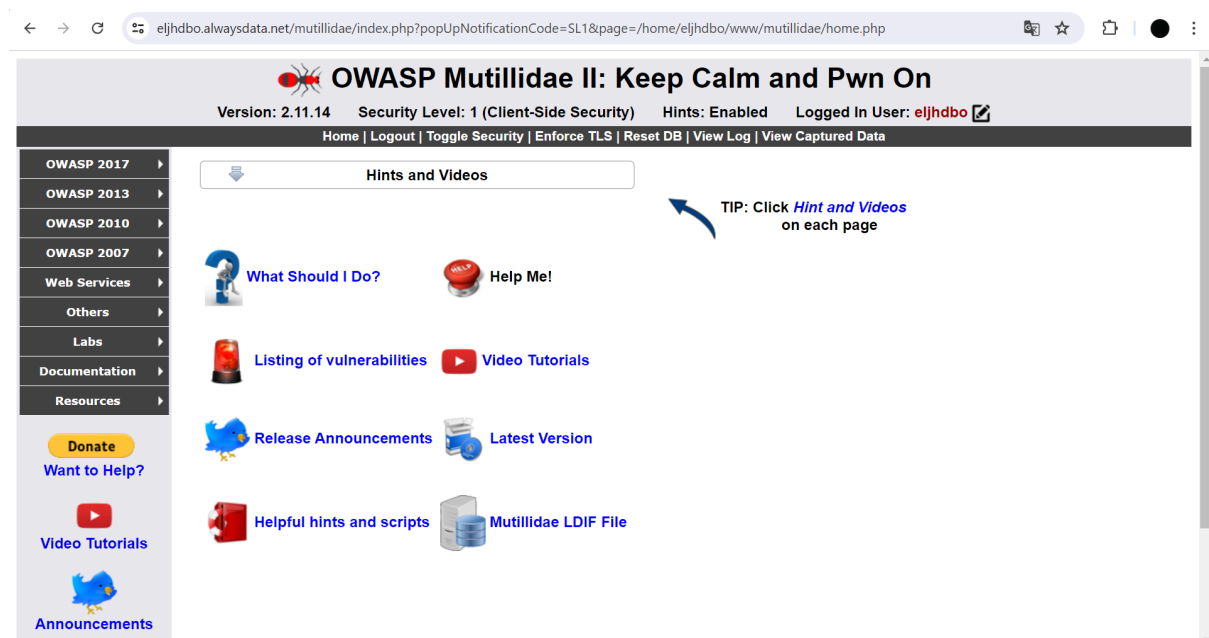 eljhdbo.alwaysdata.net/mutillidae/index.php?popUpNotificationCode=SL1&page=/home/eljhdbo/www/mutillidae/home.php
OWASP Mutillidae II: Keep Calm and Pwn On
Version: 2.11.14 Security Level: 1 (Client-Side Security) Hints: Enabled Logged In User: eljhdbo
Home | Logout | Toggle Security | Enforce TLS | Reset DB | View Log | View Captured Data
OWASP 2017
OWASP 2013
OWASP 2010
OWASP 2007
Web Services
Others
Labs
Documentation
Resources
Donate
Want to Help?
Video Tutorials
Announcements
Hints and Videos
TIP: Click Hint and Videos
on each page
What Should I Do?
HELP
Help Me!
Listing of vulnerabilities
Video Tutorials
Release Announcements
Latest Version
Helpful hints and scripts
Mutillidae LDIF File